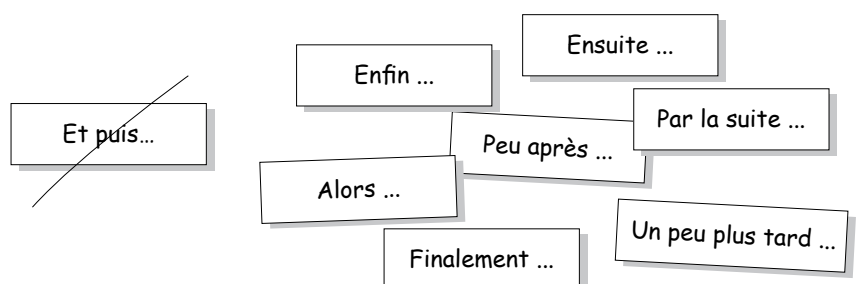 Et puis...
Enfin ...
Ensuite ...
Par la suite ...
Peu après ...
Alors ...
Un peu plus tard ...
Finalement ...